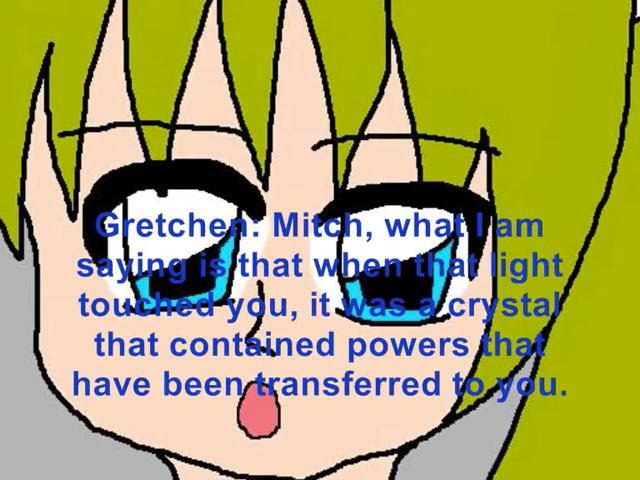 Gretchen: Mitch, what I am
saying is that when that light
touched you, it was a crystal
that contained powers that
have been transferred to you.